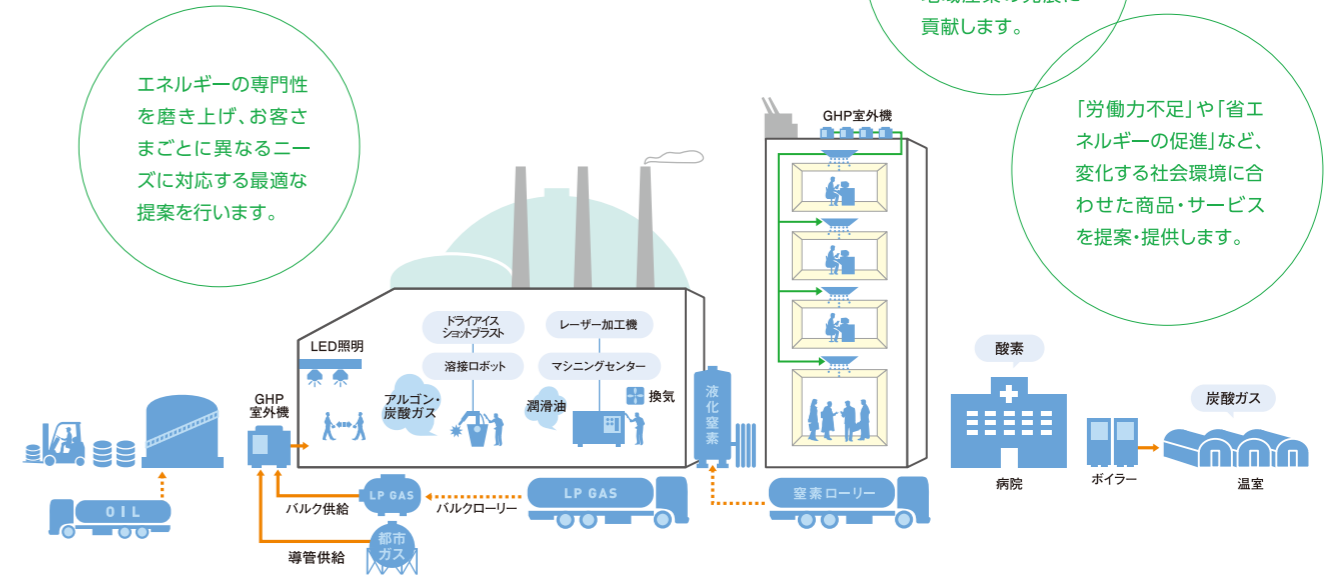 貢献します。
エネルギーの専門性
を磨き上げ、お客さ
まごとに異なるニー
ズに対応する最適な
提案を行います。
「労働力不足」や「省エ
ネルギーの促進」など、
変化する社会環境に合
わせた商品・サービス
を提案・提供します。
GHP室外機
ドライアイス
ショットブラスト
レーザー加工機
LED照明
溶接ロボット
マシニングセンター
アルゴン・
炭酸ガス
潤滑油
換気
液化窒素
GHP
室外機
酸素
炭酸ガス
病院
ボイラー
温室
OIL
バルク供給
LP GAS
バルクローリー
LP GAS
窒素ローリー
都市
ガス
導管供給